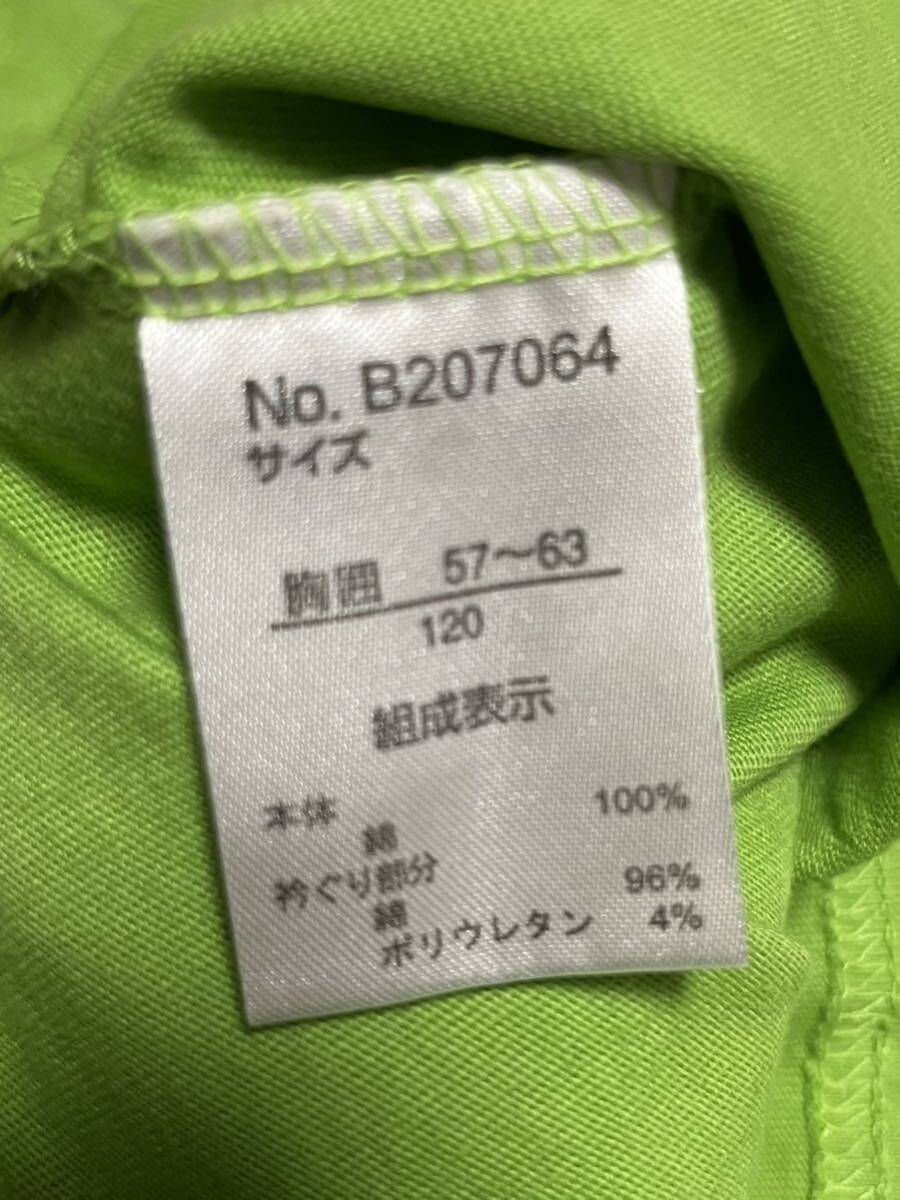 No. B207064
サイズ
胸囲 57〜63
120
組成表示
本体
綿 100%
衿ぐり部分
綿 96%
ポリウレタン 4%